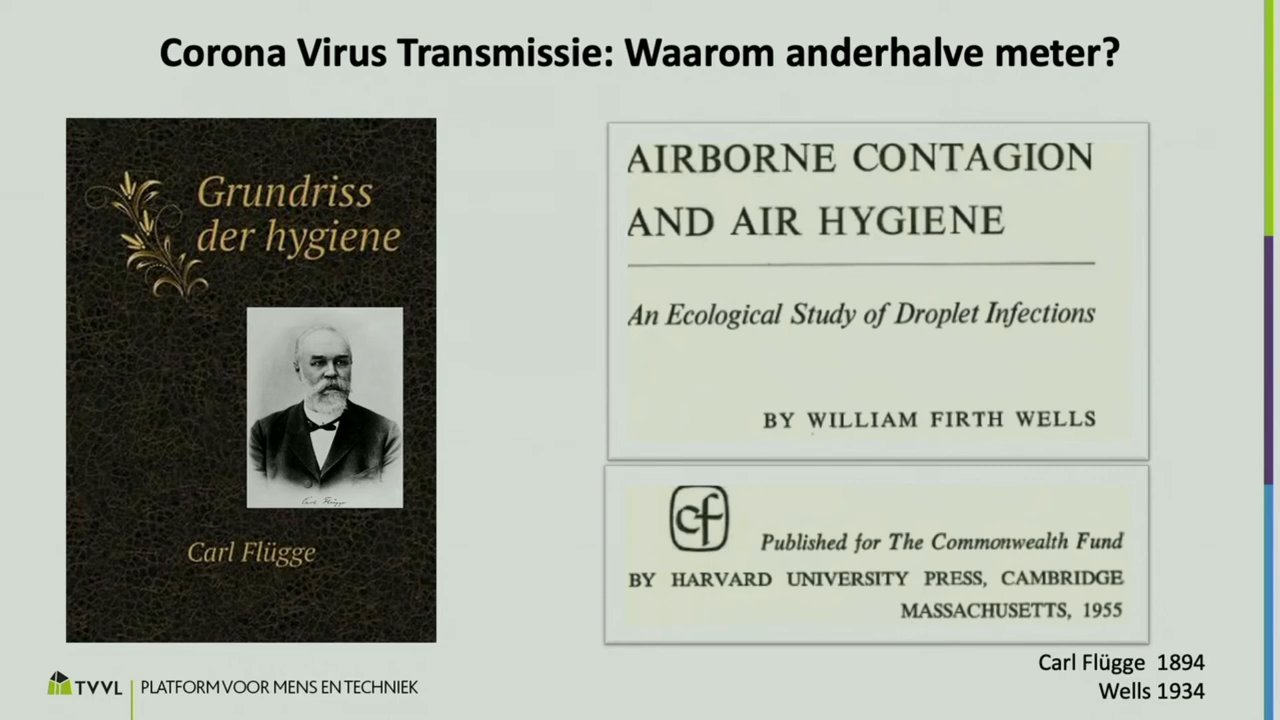 Corona Virus Transmissie: Waarom anderhalve meter?
Grundriss
der hygiene
Carl Flügge
AIRBORNE CONTAGION
AND AIR HYGIENE
An Ecological Study of Droplet Infections
BY WILLIAM FIRTH WELLS
cf
Published for The Commonwealth Fund
BY HARVARD UNIVERSITY PRESS, CAMBRIDGE
MASSACHUSETTS, 1955
Carl Flügge 1894
Wells 1934
TVVL PLATFORM VOOR MENS EN TECHNIEK